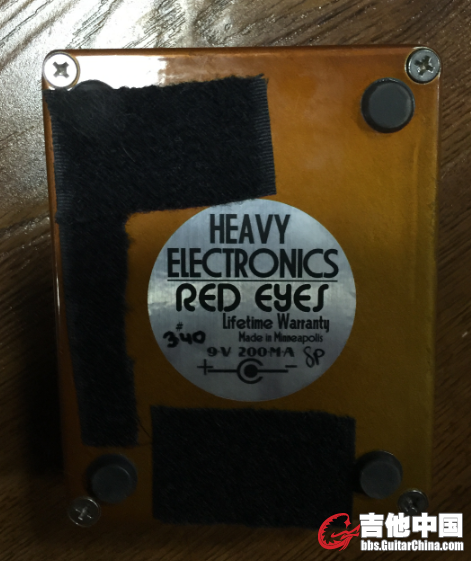 HEAVY
ELECTRONICS
RED EYES
Lifetime Warranty
Made in Minneapolis
#340
9V 200MA SP
+ -
吉他中国
bbs.GuitarChina.com